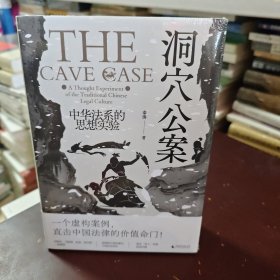 THE
CAVE CASE
A Thought Experiment
of the Traditional Chinese
Legal Culture
中华法系的
思想实验
洞穴公案
一个虚构案例，
直击中国法律的价值命门！